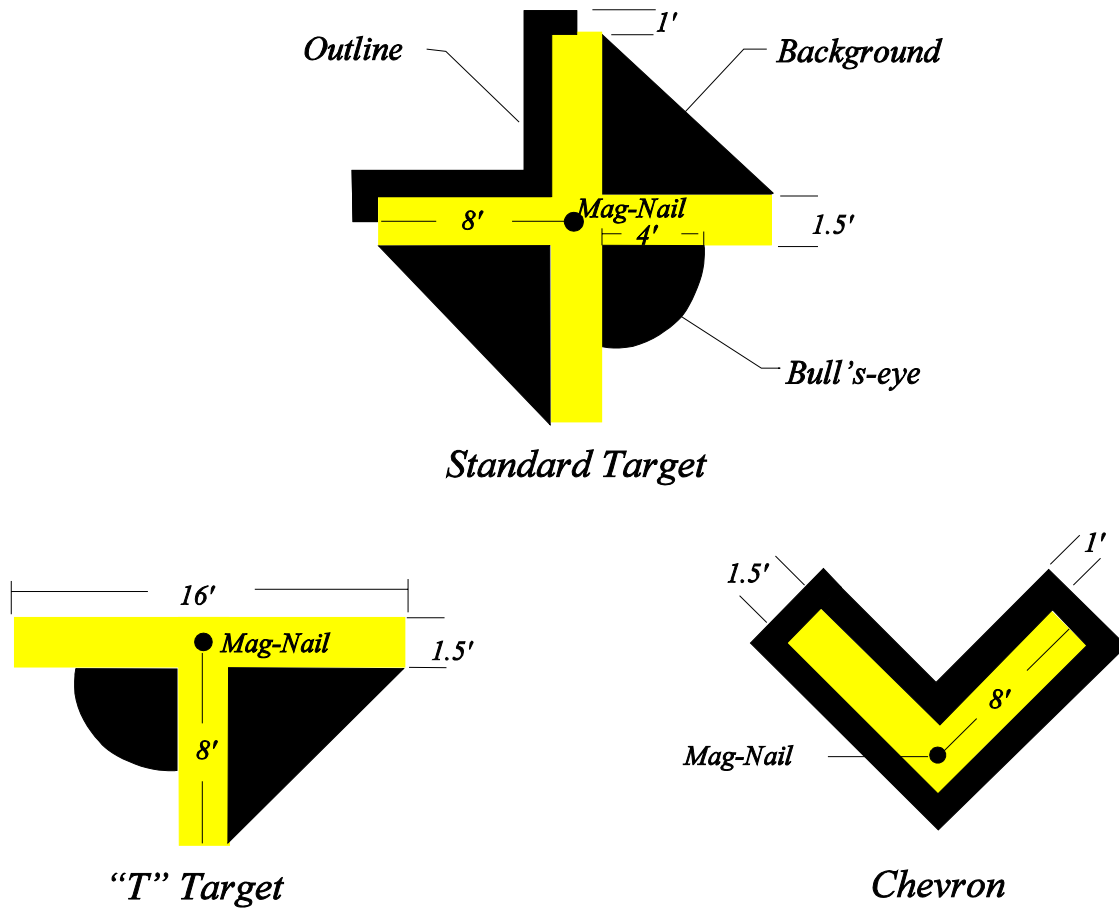 1'
Outline
Background
Mag-Nail
8'
4'
1.5'
Bull's-eye
Standard Target
16'
Mag-Nail
1.5'
8'
“T” Target
1'
1.5'
8'
Mag-Nail
Chevron